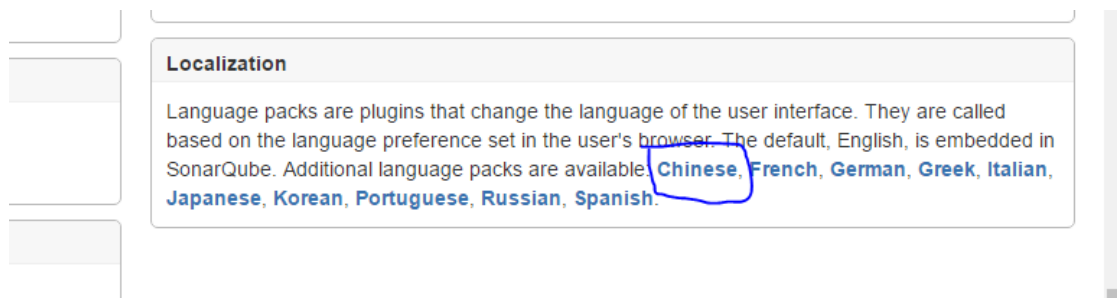 Localization
Language packs are plugins that change the language of the user interface. They are called
based on the language preference set in the user's browser. The default, English, is embedded in
SonarQube. Additional language packs are available: Chinese, French, German, Greek, Italian,
Japanese, Korean, Portuguese, Russian, Spanish.